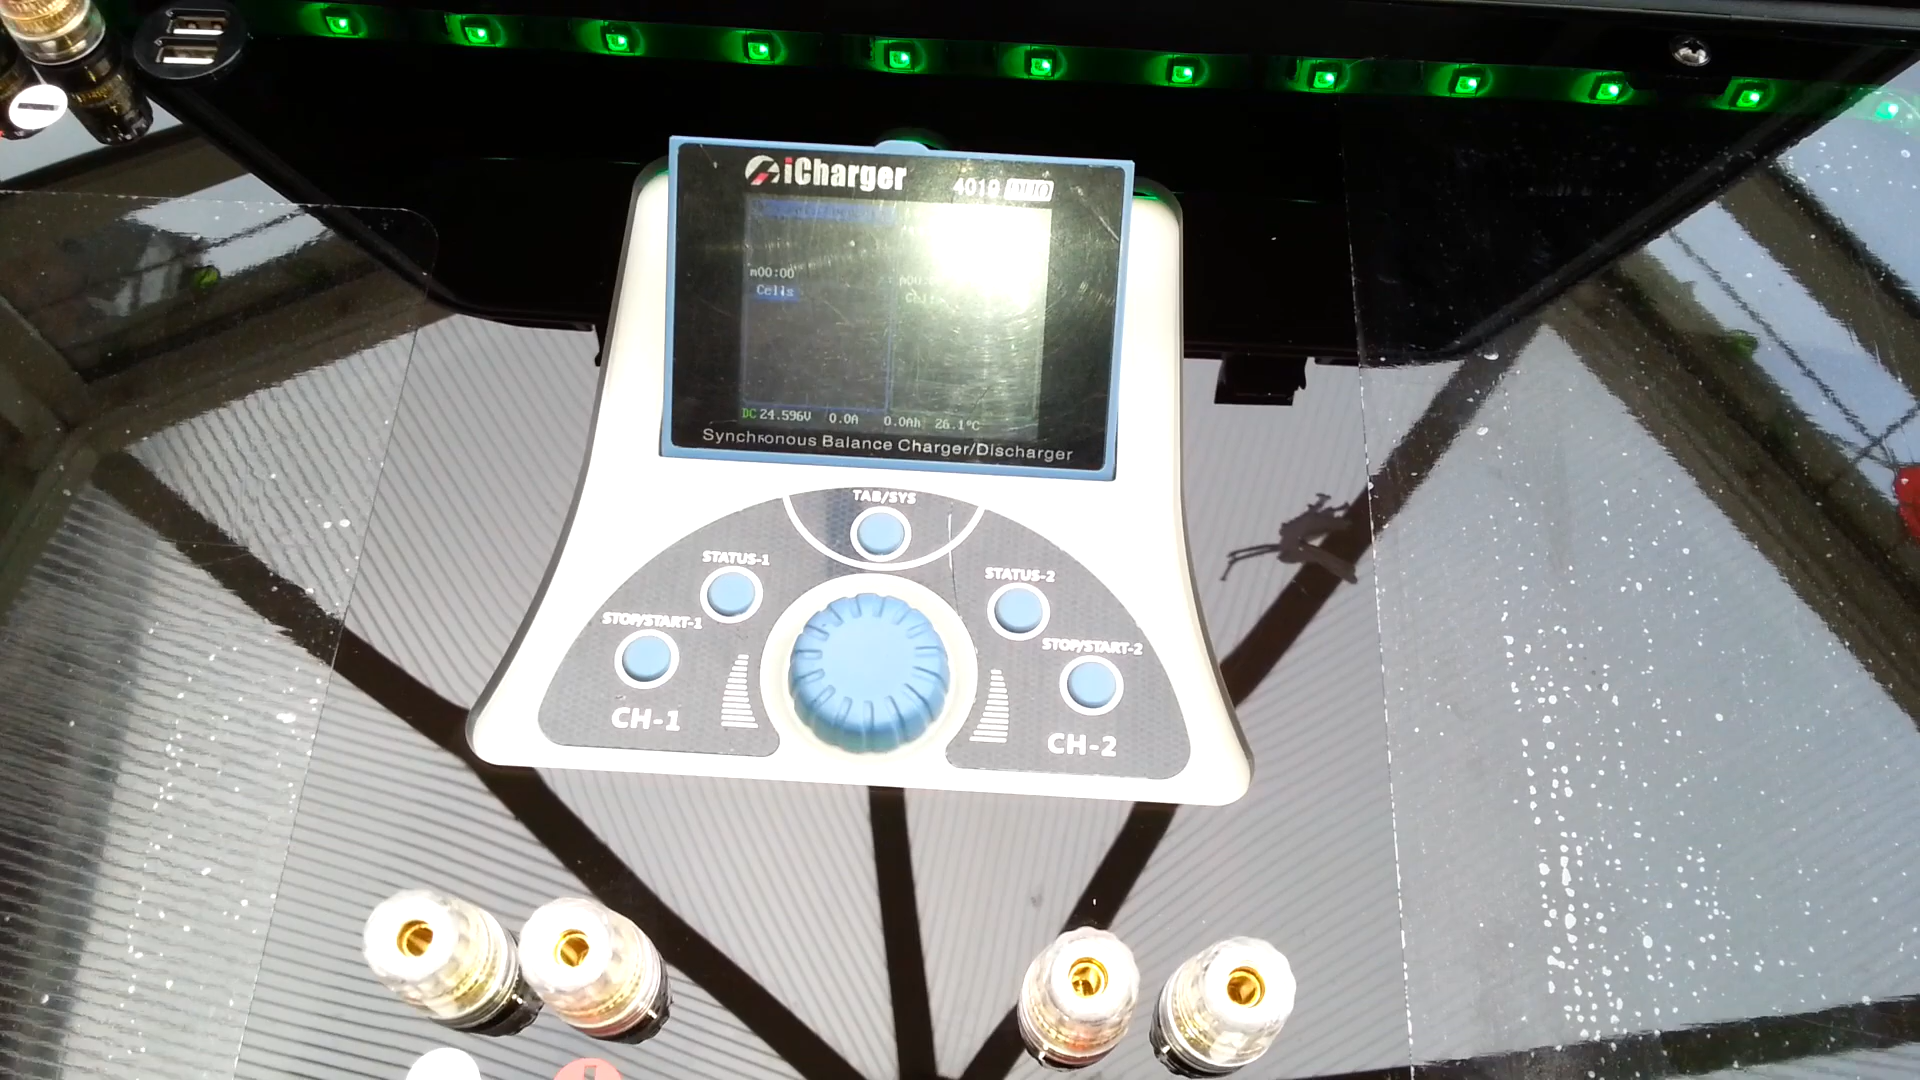 iCharger
4010 DUO
m00:00
Cells
DC 24.596V 0.0A 0.0Ah 26.1°C
Synchronous Balance Charger/Discharger
TAB/SYS
STATUS-1
STATUS-2
STOP/START-1
STOP/START-2
CH-1
CH-2